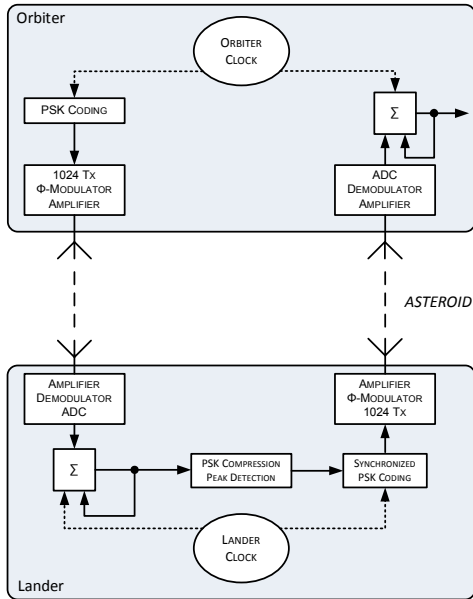 Orbiter
ORBITER
CLOCK
PSK CODING
Σ
1024 TX
Φ-MODULATOR
AMPLIFIER
ADC
DEMODULATOR
AMPLIFIER
ASTEROID
AMPLIFIER
DEMODULATOR
ADC
AMPLIFIER
Φ-MODULATOR
1024 TX
Σ
PSK COMPRESSION
PEAK DETECTION
SYNCHRONIZED
PSK CODING
LANDER
CLOCK
Lander